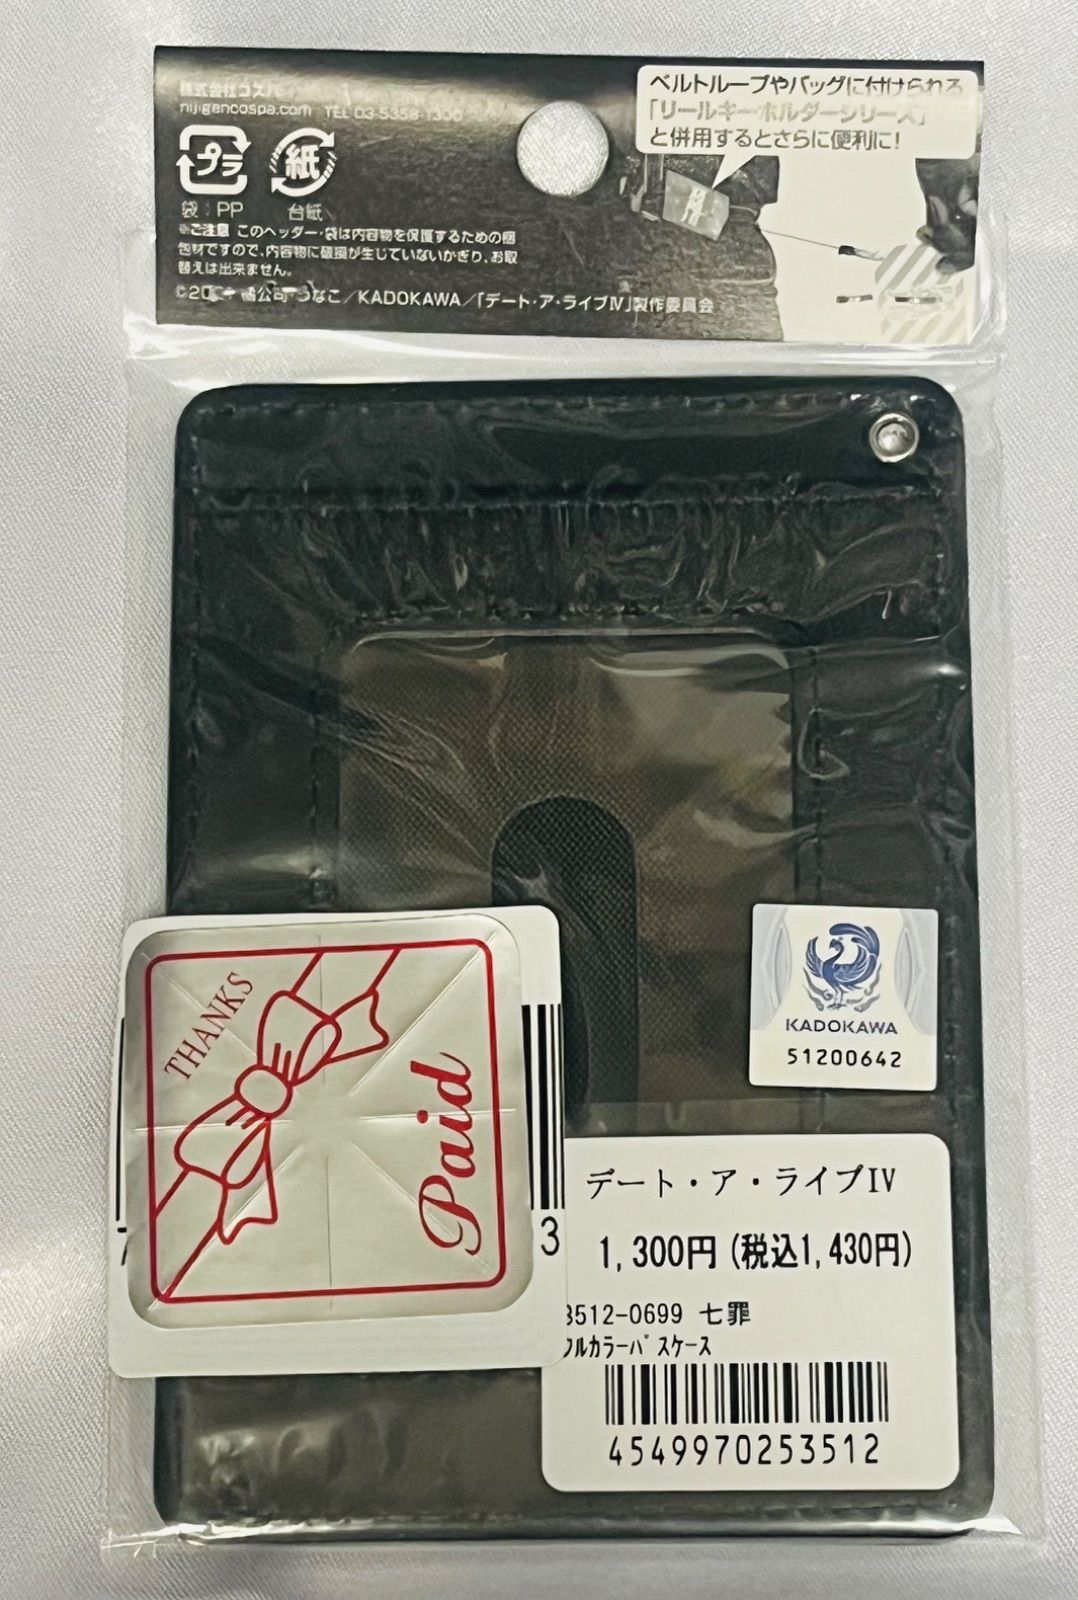 株式会社コスパ
nijigencospa.com TEL 03-5358-1300
プラ
紙
袋：PP 台紙
※ご注意 このヘッダー・袋は内容物を保護するための梱
包材ですので、内容物に破損が生じていないかぎり、お取
替えは出来ません。
橘公司・つなこ／KADOKAWA／「デート・ア・ライブⅣ」製作委員会
ベルトループやバッグに付けられる
「リールキーホルダーシリーズ」
と併用するとさらに便利に!
KADOKAWA
51200642
THANKS
Paid
3
デート・ア・ライブIV
1,300円(税込1,430円)
3512-0699 七罪
フルカラーパスケース
4549970253512